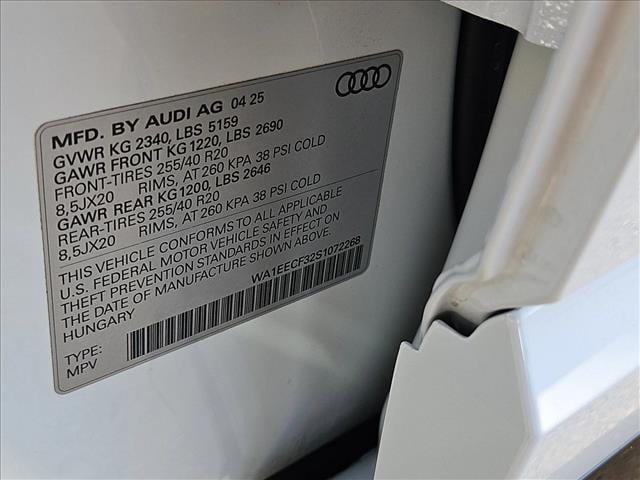 MFD. BY AUDI AG 04 25
GVWR KG 2340, LBS 5159
GAWR FRONT KG 1220, LBS 2690
FRONT-TIRES 255/40 R20
8,5JX20 RIMS, AT 260 KPA 38 PSI COLD
GAWR REAR KG1200, LBS 2646
REAR-TIRES 255/40 R20
8,5JX20 RIMS, AT 260 KPA 38 PSI COLD
THIS VEHICLE CONFORMS TO ALL APPLICABLE
U.S. FEDERAL MOTOR VEHICLE SAFETY AND
THEFT PREVENTION STANDARDS IN EFFECT ON
THE DATE OF MANUFACTURE SHOWN ABOVE.
HUNGARY
WA1EECF32S1072268
TYPE:
MPV